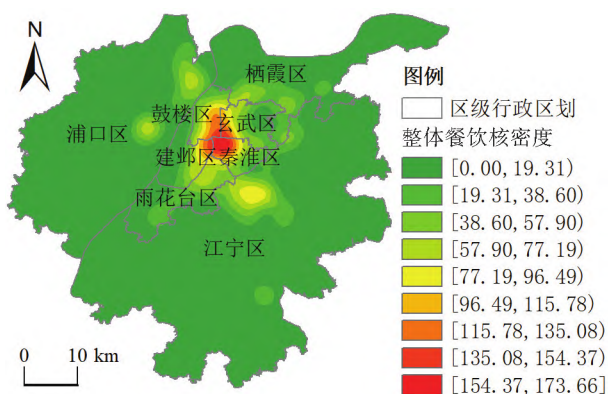 N
栖霞区
鼓楼区
玄武区
浦口区
建邺区
秦淮区
雨花台区
江宁区
0 10 km
图例
区级行政区划
整体餐饮核密度
[0.00,19.31)
[19.31,38.60)
[38.60,57.90)
[57.90,77.19)
[77.19,96.49)
[96.49,115.78)
[115.78,135.08)
[135.08,154.37)
[154.37,173.66]